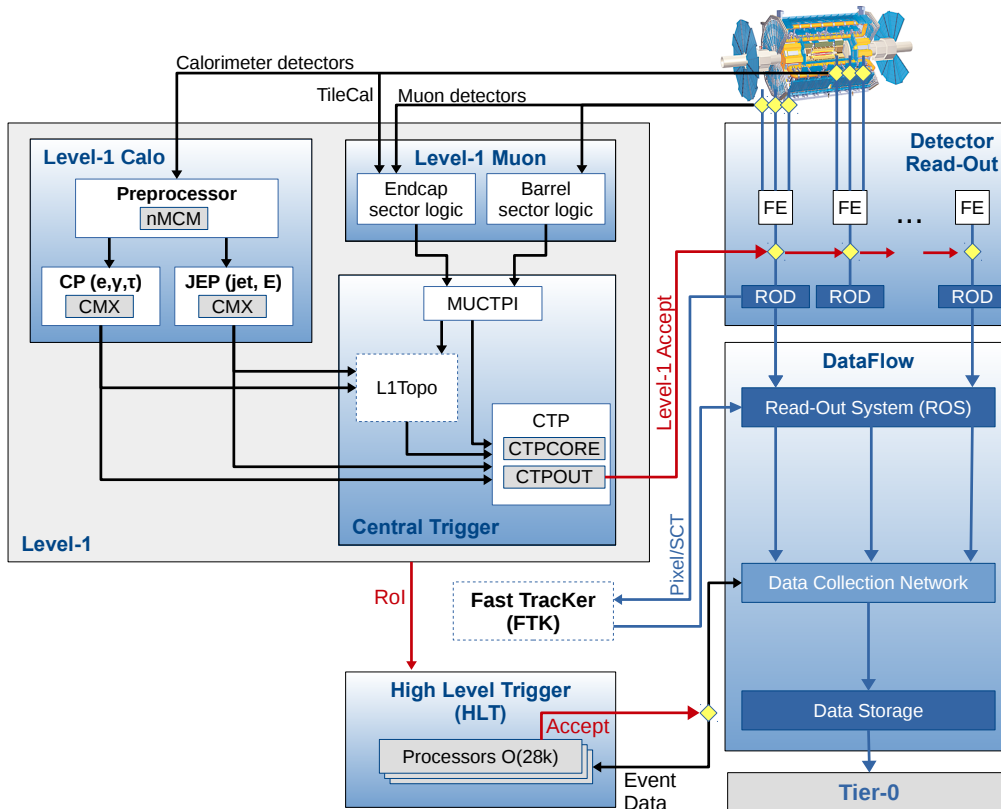 Calorimeter detectors
TileCal
Muon detectors
Level-1 Calo
Preprocessor
nMCM
CP (e,γ,τ)
CMX
JEP (jet, E)
CMX
Level-1 Muon
Endcap
sector logic
Barrel
sector logic
MUCTPI
L1Topo
CTP
CTPCORE
CTPOUT
Central Trigger
Level-1
Level-1 Accept
Detector
Read-Out
FE
FE
...
FE
ROD
ROD
ROD
DataFlow
Read-Out System (ROS)
Data Collection Network
Data Storage
Tier-0
Pixel/SCT
Fast TracKer
(FTK)
RoI
High Level Trigger
(HLT)
Accept
Processors O(28k)
Event
Data